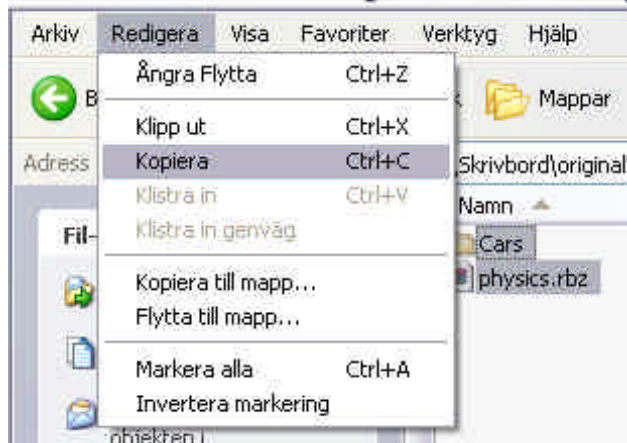 Arkiv Redigera Visa Favoriter Verktyg Hjälp
Ångra Flytta Ctrl+Z
B Mappar
Klipp ut Ctrl+X
Adress Kopiera Ctrl+C Skrivbord\original
Klistra in Ctrl+V
Namn
Fil- Klistra in genväg
Cars
physics.rbz
Kopiera till mapp...
Flytta till mapp...
Markera alla Ctrl+A
Invertera markering
objekten i